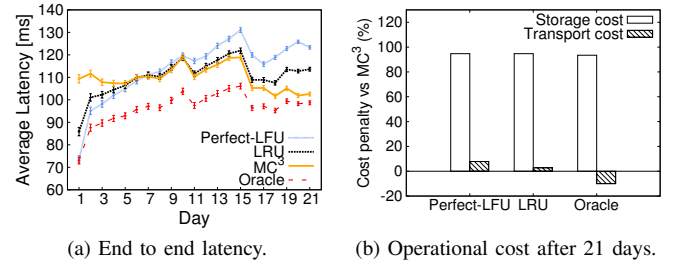 Average Latency [ms]
140
130
120
110
100
90
80
70
60
Perfect-LFU
LRU
MC³
Oracle
1 3 5 7 9 11 13 15 17 19 21
Day
(a) End to end latency.
Cost penalty vs MC³ (%)
Storage cost
Transport cost
120
100
80
60
40
20
0
-20
Perfect-LFU LRU Oracle
(b) Operational cost after 21 days.